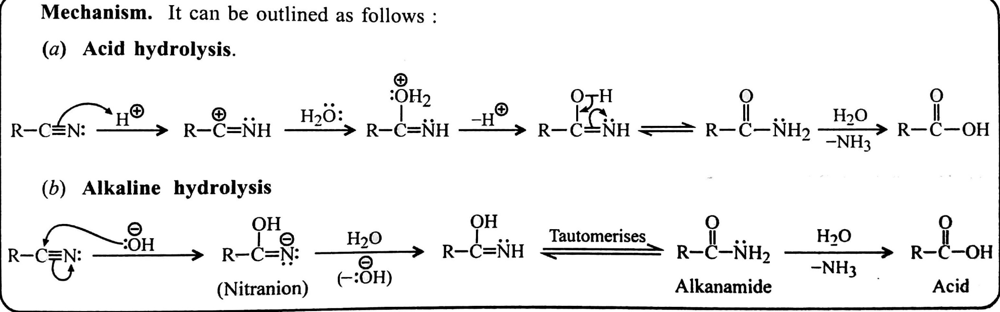 Mechanism. It can be outlined as follows :
(a) Acid hydrolysis.
R–C≡N: H⊕ → R–C⊕=N̈H H₂Ö: → R–C(:OH₂⊕)=N̈H –H⊕ → R–C(O–H)=N̈H ⇌ R–C(=O)–N̈H₂ H₂O –NH₃ → R–C(=O)–OH
(b) Alkaline hydrolysis
R–C≡N: :OH⊖ → R–C(OH)=N̈:⊖ H₂O (–:OH⊖) → R–C(OH)=N̈H Tautomerises ⇌ R–C(=O)–N̈H₂ H₂O –NH₃ → R–C(=O)–OH
(Nitranion) Alkanamide Acid